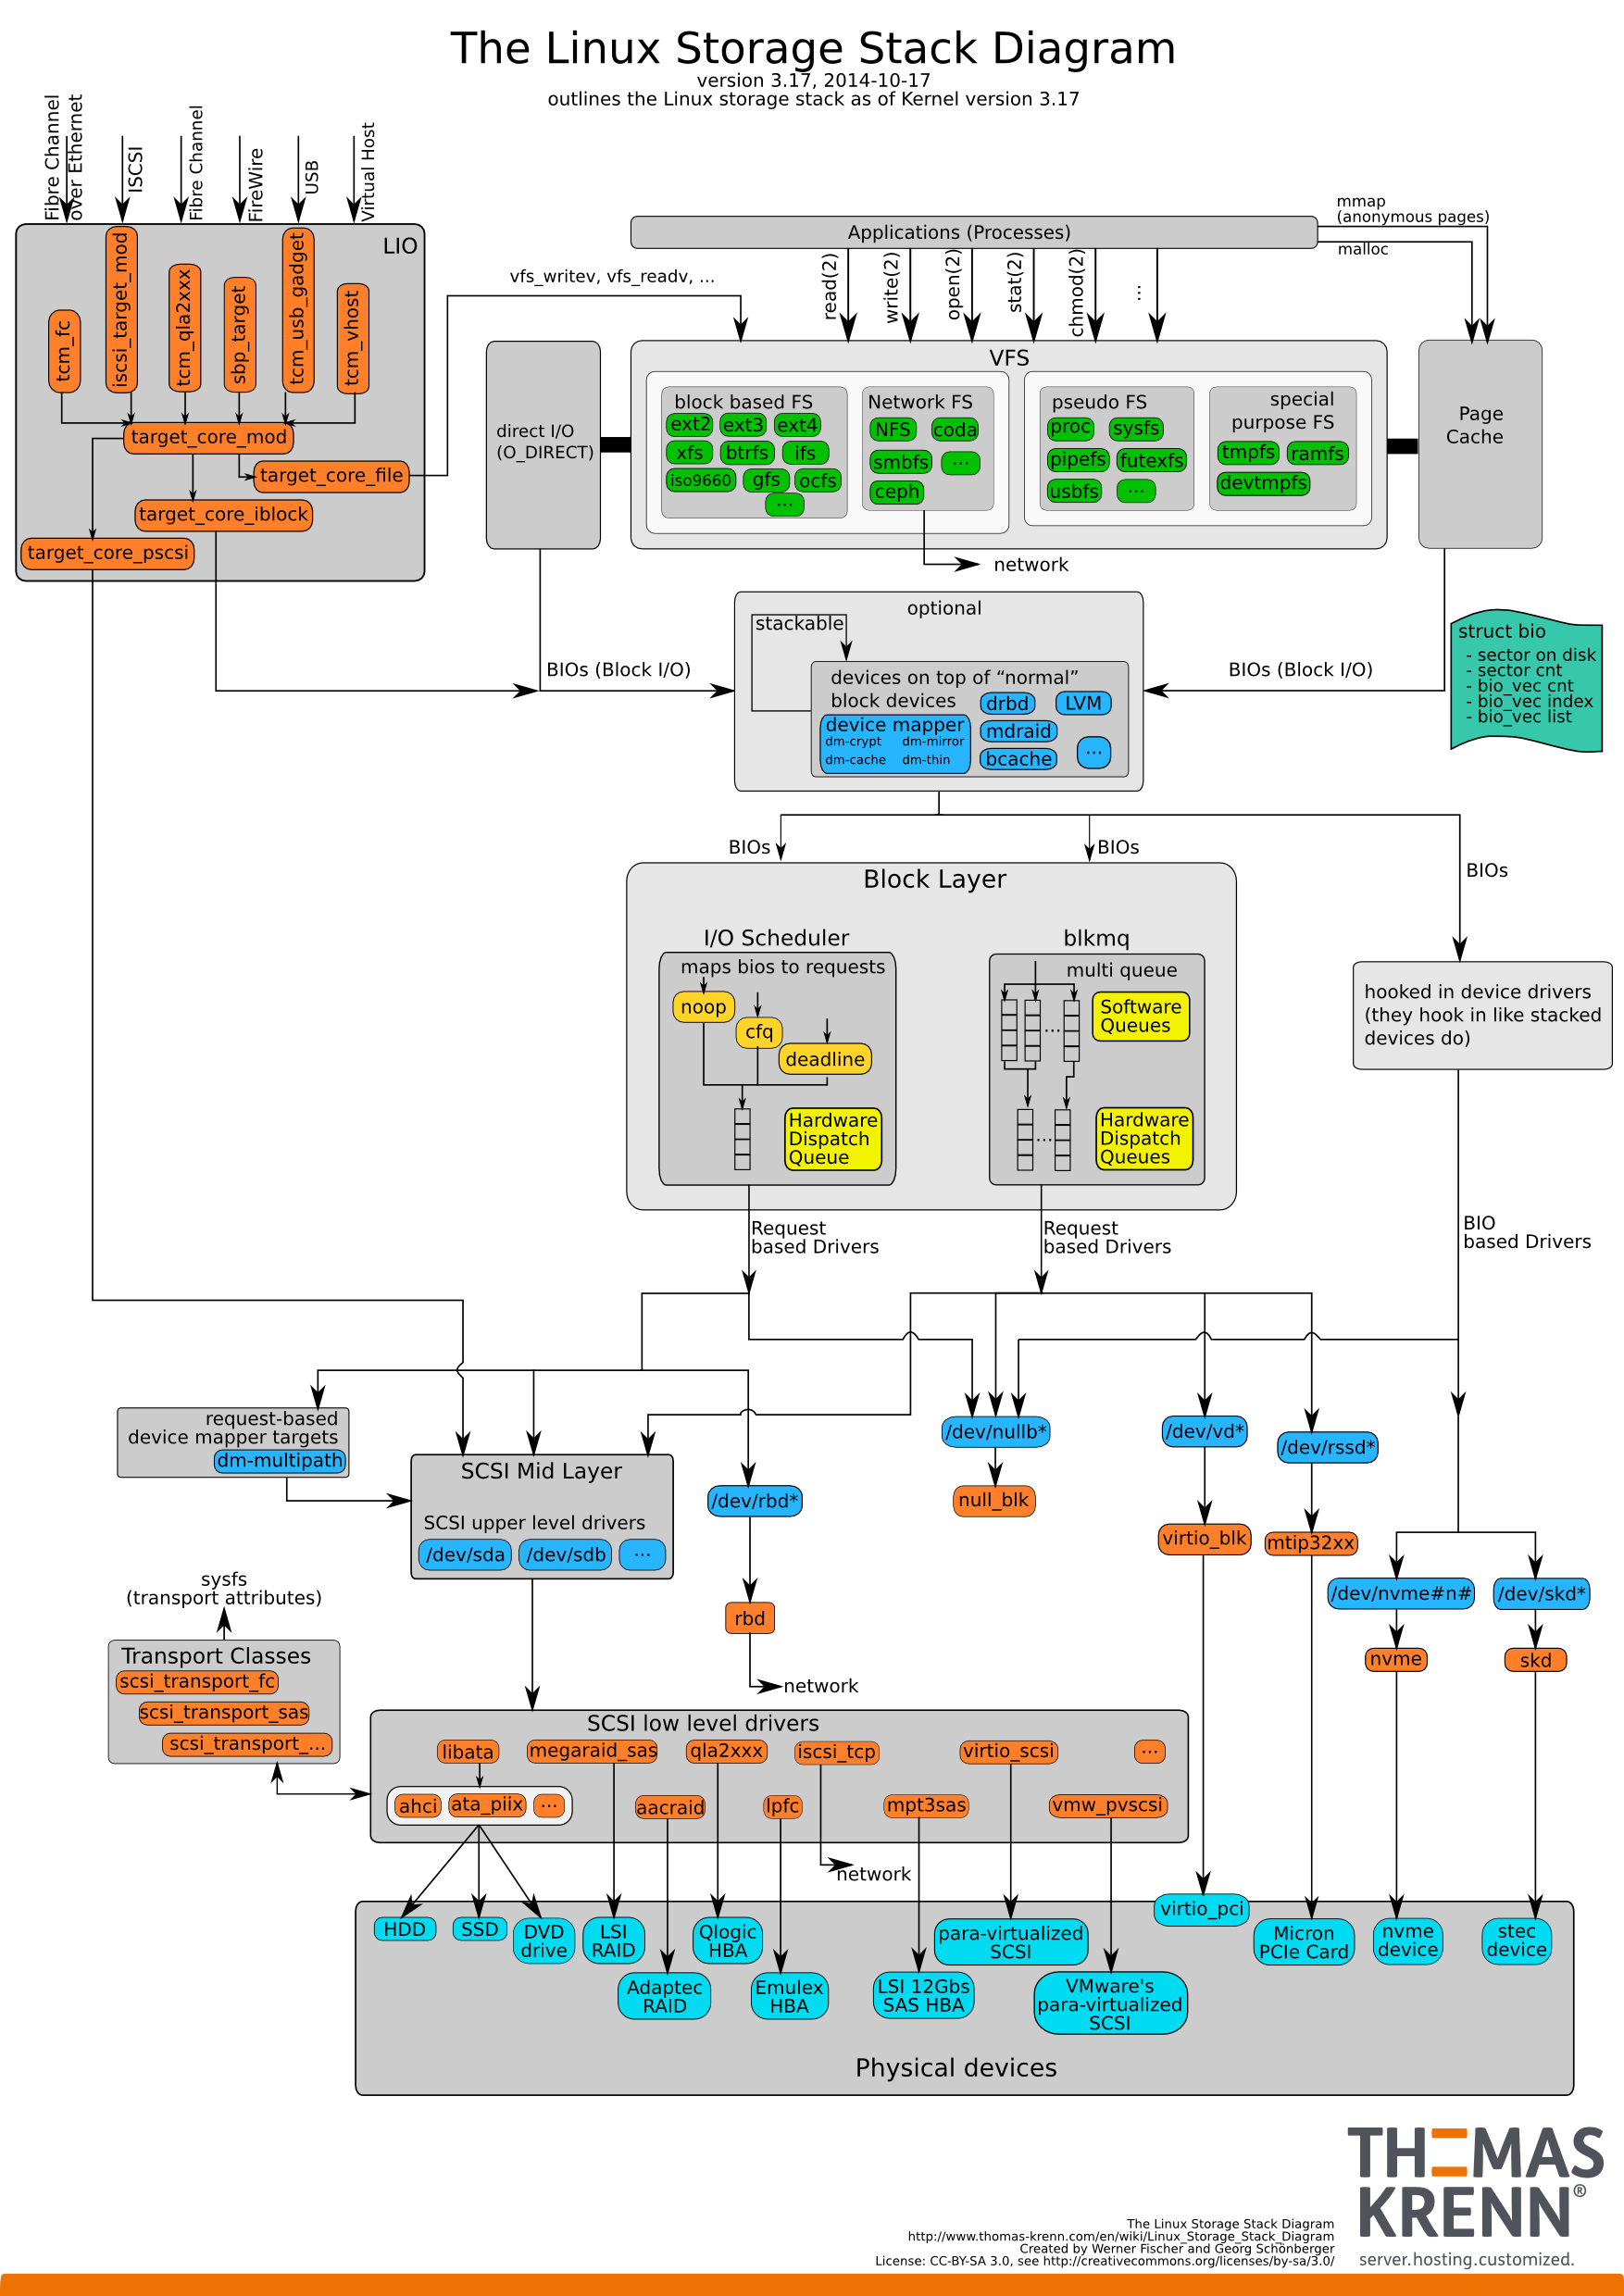 The Linux Storage Stack Diagram
version 3.17, 2014-10-17
outlines the Linux storage stack as of Kernel version 3.17
Fibre Channel
over Ethernet
ISCSI
Fibre Channel
FireWire
USB
Virtual Host
LIO
tcm_fc
iscsi_target_mod
tcm_qla2xxx
sbp_target
tcm_usb_gadget
tcm_vhost
target_core_mod
target_core_file
target_core_iblock
target_core_pscsi
vfs_writev, vfs_readv, ...
Applications (Processes)
mmap
(anonymous pages)
malloc
read(2)
write(2)
open(2)
stat(2)
chmod(2)
...
direct I/O
(O_DIRECT)
VFS
block based FS
ext2 ext3 ext4
xfs btrfs ifs
iso9660 gfs ocfs
...
Network FS
NFS coda
smbfs ...
ceph
pseudo FS
proc sysfs
pipefs futexfs
usbfs ...
special
purpose FS
tmpfs ramfs
devtmpfs
Page
Cache
network
optional
stackable
devices on top of “normal”
block devices
drbd LVM
device mapper
dm-crypt dm-mirror
dm-cache dm-thin
mdraid
bcache
...
BIOs (Block I/O)
BIOs (Block I/O)
struct bio
- sector on disk
- sector cnt
- bio_vec cnt
- bio_vec index
- bio_vec list
BIOs
BIOs
BIOs
Block Layer
I/O Scheduler
maps bios to requests
noop
cfq
deadline
Hardware
Dispatch
Queue
blkmq
multi queue
Software
Queues
...
Hardware
Dispatch
Queues
...
hooked in device drivers
(they hook in like stacked
devices do)
Request
based Drivers
Request
based Drivers
BIO
based Drivers
request-based
device mapper targets
dm-multipath
SCSI Mid Layer
SCSI upper level drivers
/dev/sda /dev/sdb ...
/dev/rbd*
/dev/nullb*
/dev/vd*
/dev/rssd*
null_blk
virtio_blk
mtip32xx
/dev/nvme#n#
/dev/skd*
rbd
nvme
skd
network
sysfs
(transport attributes)
Transport Classes
scsi_transport_fc
scsi_transport_sas
scsi_transport_...
SCSI low level drivers
libata megaraid_sas qla2xxx iscsi_tcp virtio_scsi ...
ahci ata_piix ... aacraid lpfc mpt3sas vmw_pvscsi
network
HDD
SSD
DVD
drive
LSI
RAID
Qlogic
HBA
para-virtualized
SCSI
virtio_pci
Micron
PCIe Card
nvme
device
stec
device
Adaptec
RAID
Emulex
HBA
LSI 12Gbs
SAS HBA
VMware's
para-virtualized
SCSI
Physical devices
THOMAS
KRENN®
server.hosting.customized.
The Linux Storage Stack Diagram
http://www.thomas-krenn.com/en/wiki/Linux_Storage_Stack_Diagram
Created by Werner Fischer and Georg Schönberger
License: CC-BY-SA 3.0, see http://creativecommons.org/licenses/by-sa/3.0/